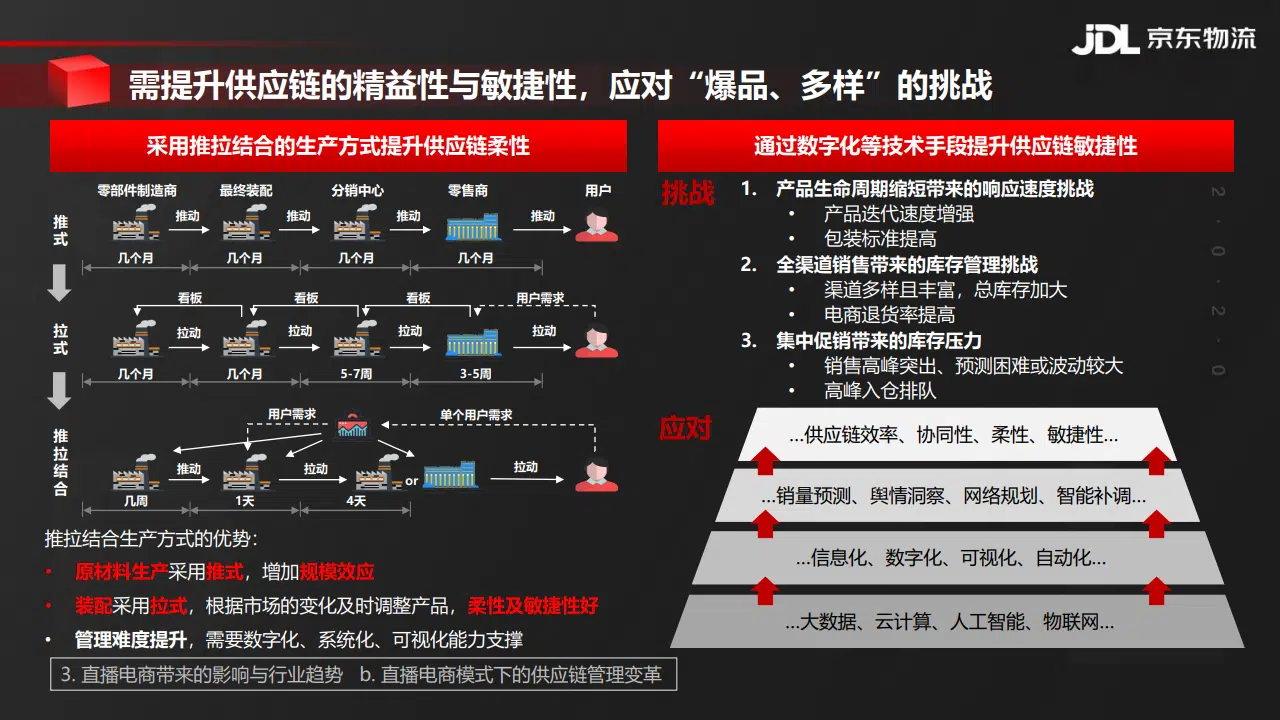 JDL 京东物流
需提升供应链的精益性与敏捷性，应对“爆品、多样”的挑战
采用推拉结合的生产方式提升供应链柔性
零部件制造商 最终装配 分销中心 零售商 用户
推式
推动 推动 推动 推动
几个月 几个月 几个月 几个月
看板 看板 看板 用户需求
拉式
拉动 拉动 拉动 拉动
几个月 几个月 5-7周 3-5周
用户需求 单个用户需求
推拉结合
推动 拉动 or 拉动
几周 1天 4天
推拉结合生产方式的优势：
• 原材料生产采用推式，增加规模效应
• 装配采用拉式，根据市场的变化及时调整产品，柔性及敏捷性好
• 管理难度提升，需要数字化、系统化、可视化能力支撑
3. 直播电商带来的影响与行业趋势 b. 直播电商模式下的供应链管理变革
通过数字化等技术手段提升供应链敏捷性
挑战
1. 产品生命周期缩短带来的响应速度挑战
• 产品迭代速度增强
• 包装标准提高
2. 全渠道销售带来的库存管理挑战
• 渠道多样且丰富，总库存加大
• 电商退货率提高
3. 集中促销带来的库存压力
• 销售高峰突出、预测困难或波动较大
• 高峰入仓排队
应对
...供应链效率、协同性、柔性、敏捷性...
...销量预测、舆情洞察、网络规划、智能补调...
...信息化、数字化、可视化、自动化...
...大数据、云计算、人工智能、物联网...
2 . 0 . 2 . 0